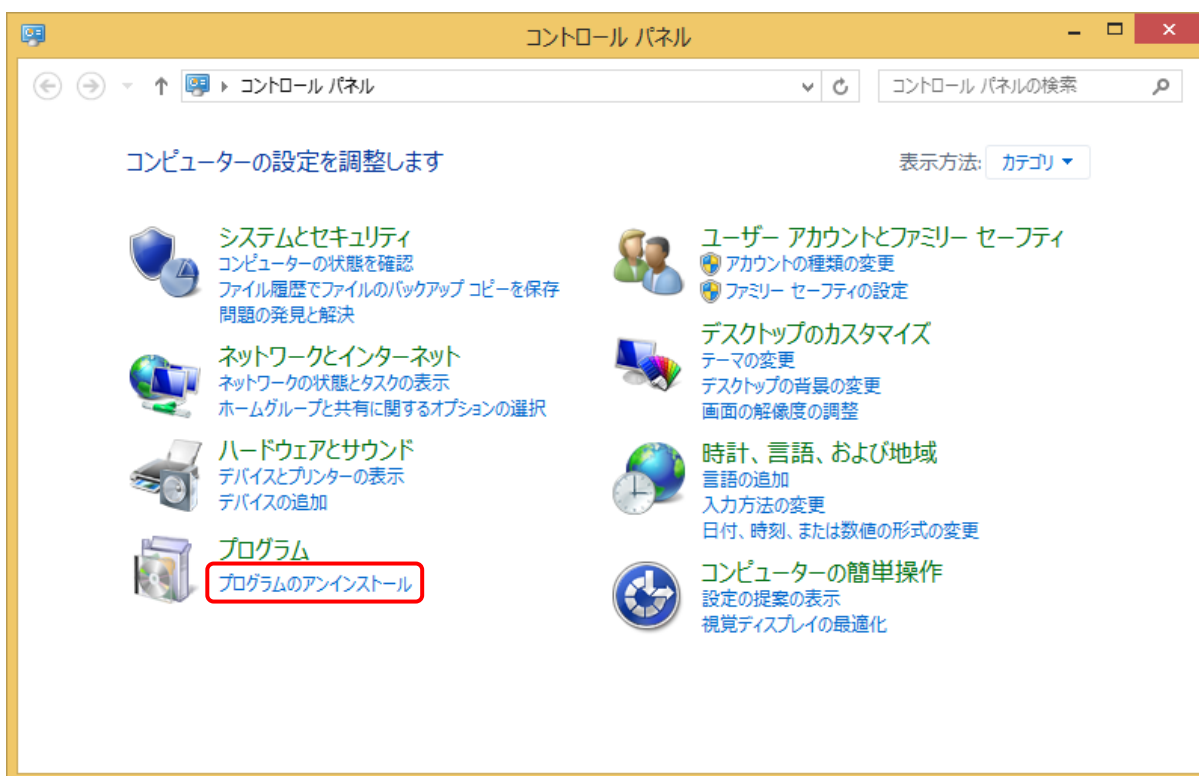 コントロール パネル
コントロール パネル
コントロール パネルの検索
コンピューターの設定を調整します
表示方法: カテゴリ
システムとセキュリティ
コンピューターの状態を確認
ファイル履歴でファイルのバックアップ コピーを保存
問題の発見と解決
ネットワークとインターネット
ネットワークの状態とタスクの表示
ホームグループと共有に関するオプションの選択
ハードウェアとサウンド
デバイスとプリンターの表示
デバイスの追加
プログラム
プログラムのアンインストール
ユーザー アカウントとファミリー セーフティ
アカウントの種類の変更
ファミリー セーフティの設定
デスクトップのカスタマイズ
テーマの変更
デスクトップの背景の変更
画面の解像度の調整
時計、言語、および地域
言語の追加
入力方法の変更
日付、時刻、または数値の形式の変更
コンピューターの簡単操作
設定の提案の表示
視覚ディスプレイの最適化